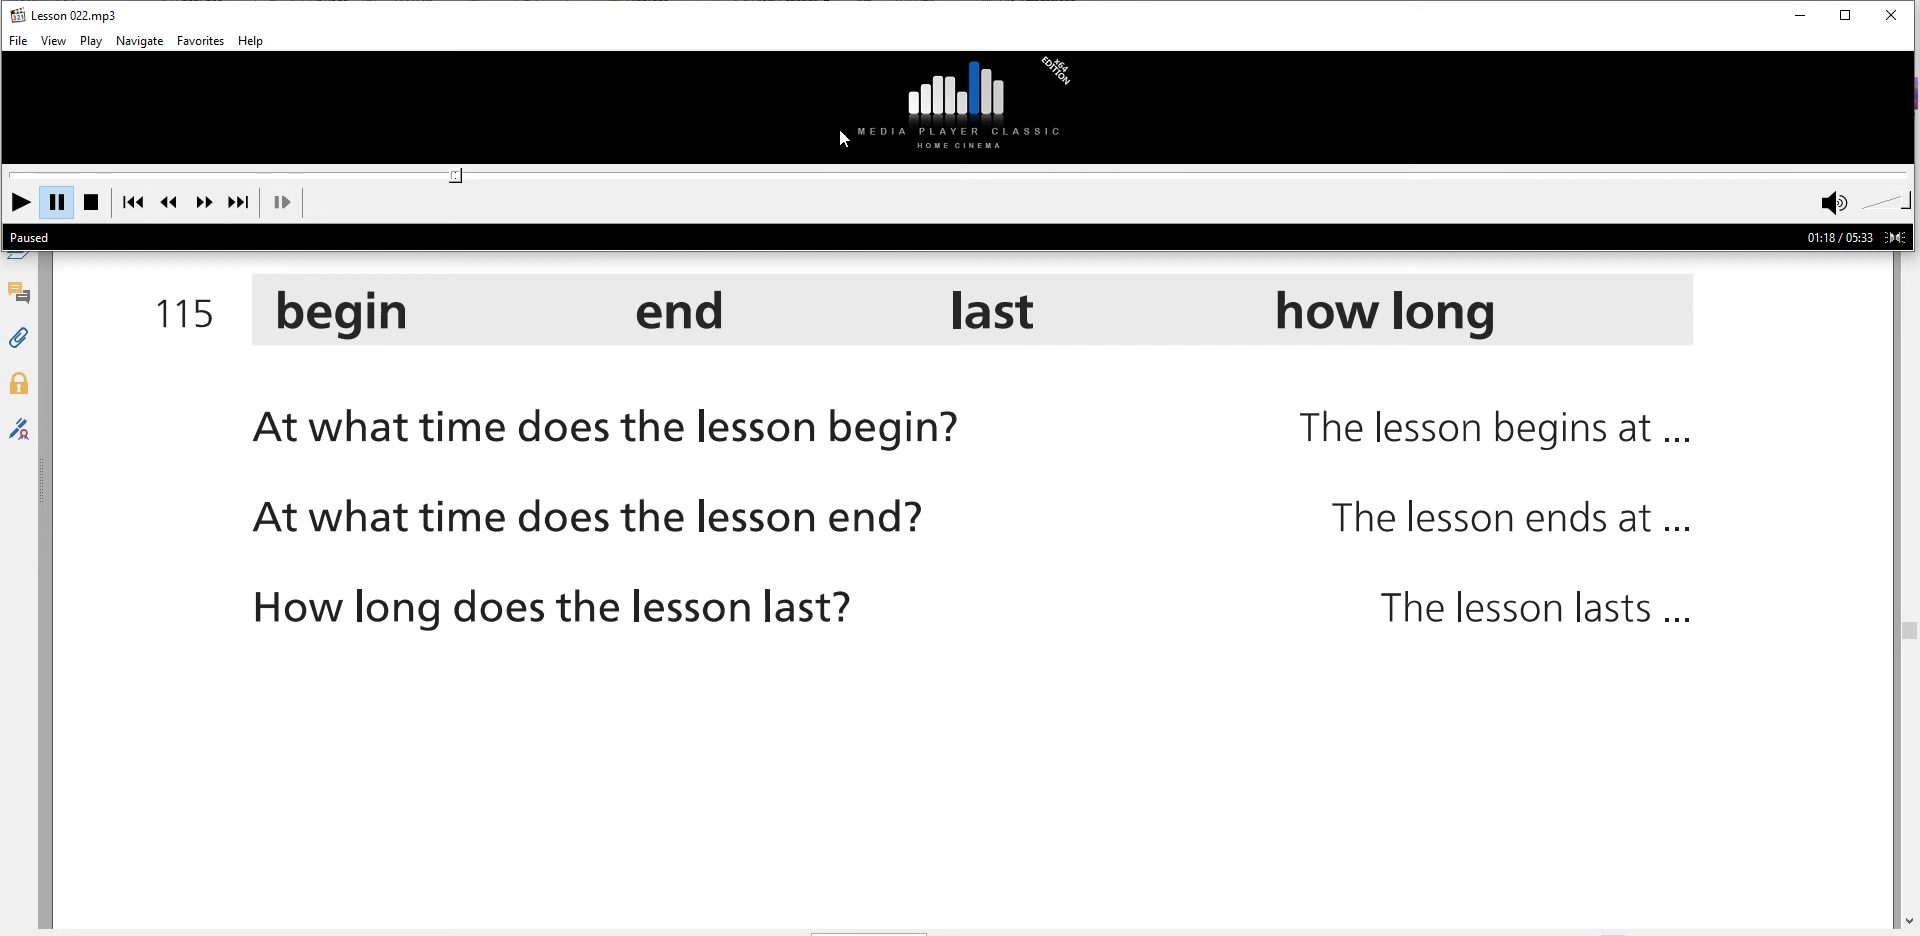 Lesson 022.mp3
File View Play Navigate Favorites Help
x64
EDITION
MEDIA PLAYER CLASSIC
HOME CINEMA
Paused
01:18 / 05:33
115 begin end last how long
At what time does the lesson begin? The lesson begins at ...
At what time does the lesson end? The lesson ends at ...
How long does the lesson last? The lesson lasts ...